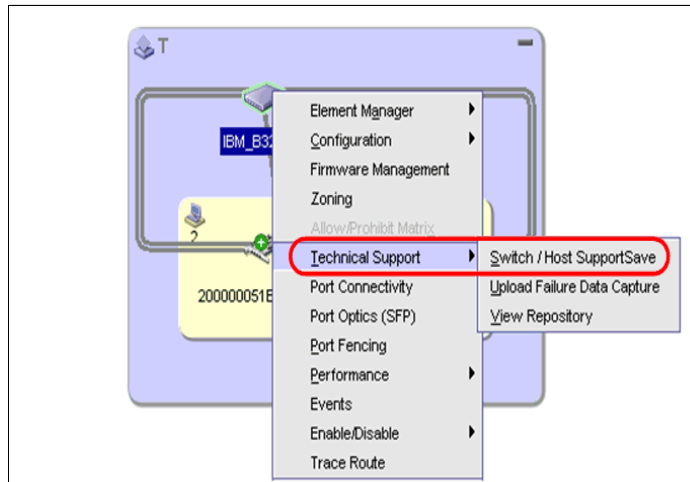 T
IBM_B32
2
200000051E
Element Manager
Configuration
Firmware Management
Zoning
Allow/Prohibit Matrix
Technical Support
Port Connectivity
Port Optics (SFP)
Port Fencing
Performance
Events
Enable/Disable
Trace Route
Switch / Host SupportSave
Upload Failure Data Capture
View Repository